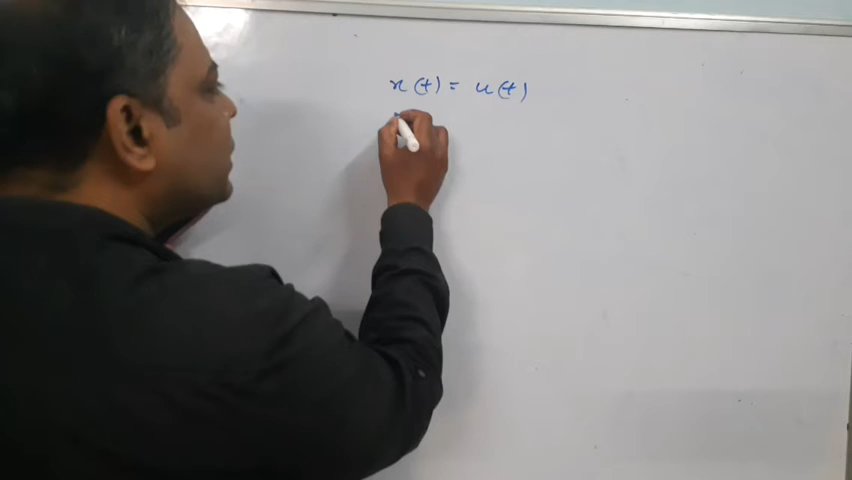 x(t) = u(t)